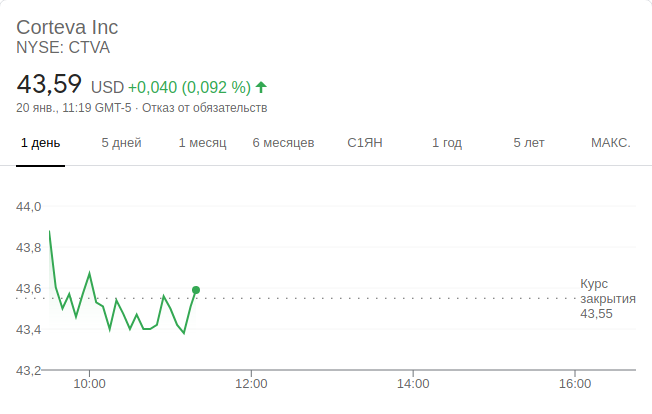 Corteva Inc
NYSE: CTVA
43,59 USD +0,040 (0,092 %)
20 янв., 11:19 GMT-5 · Отказ от обязательств
1 день 5 дней 1 месяц 6 месяцев С1ЯН 1 год 5 лет МАКС.
44,0
43,8
43,6
Курс
закрытия
43,55
43,4
43,2
10:00 12:00 14:00 16:00